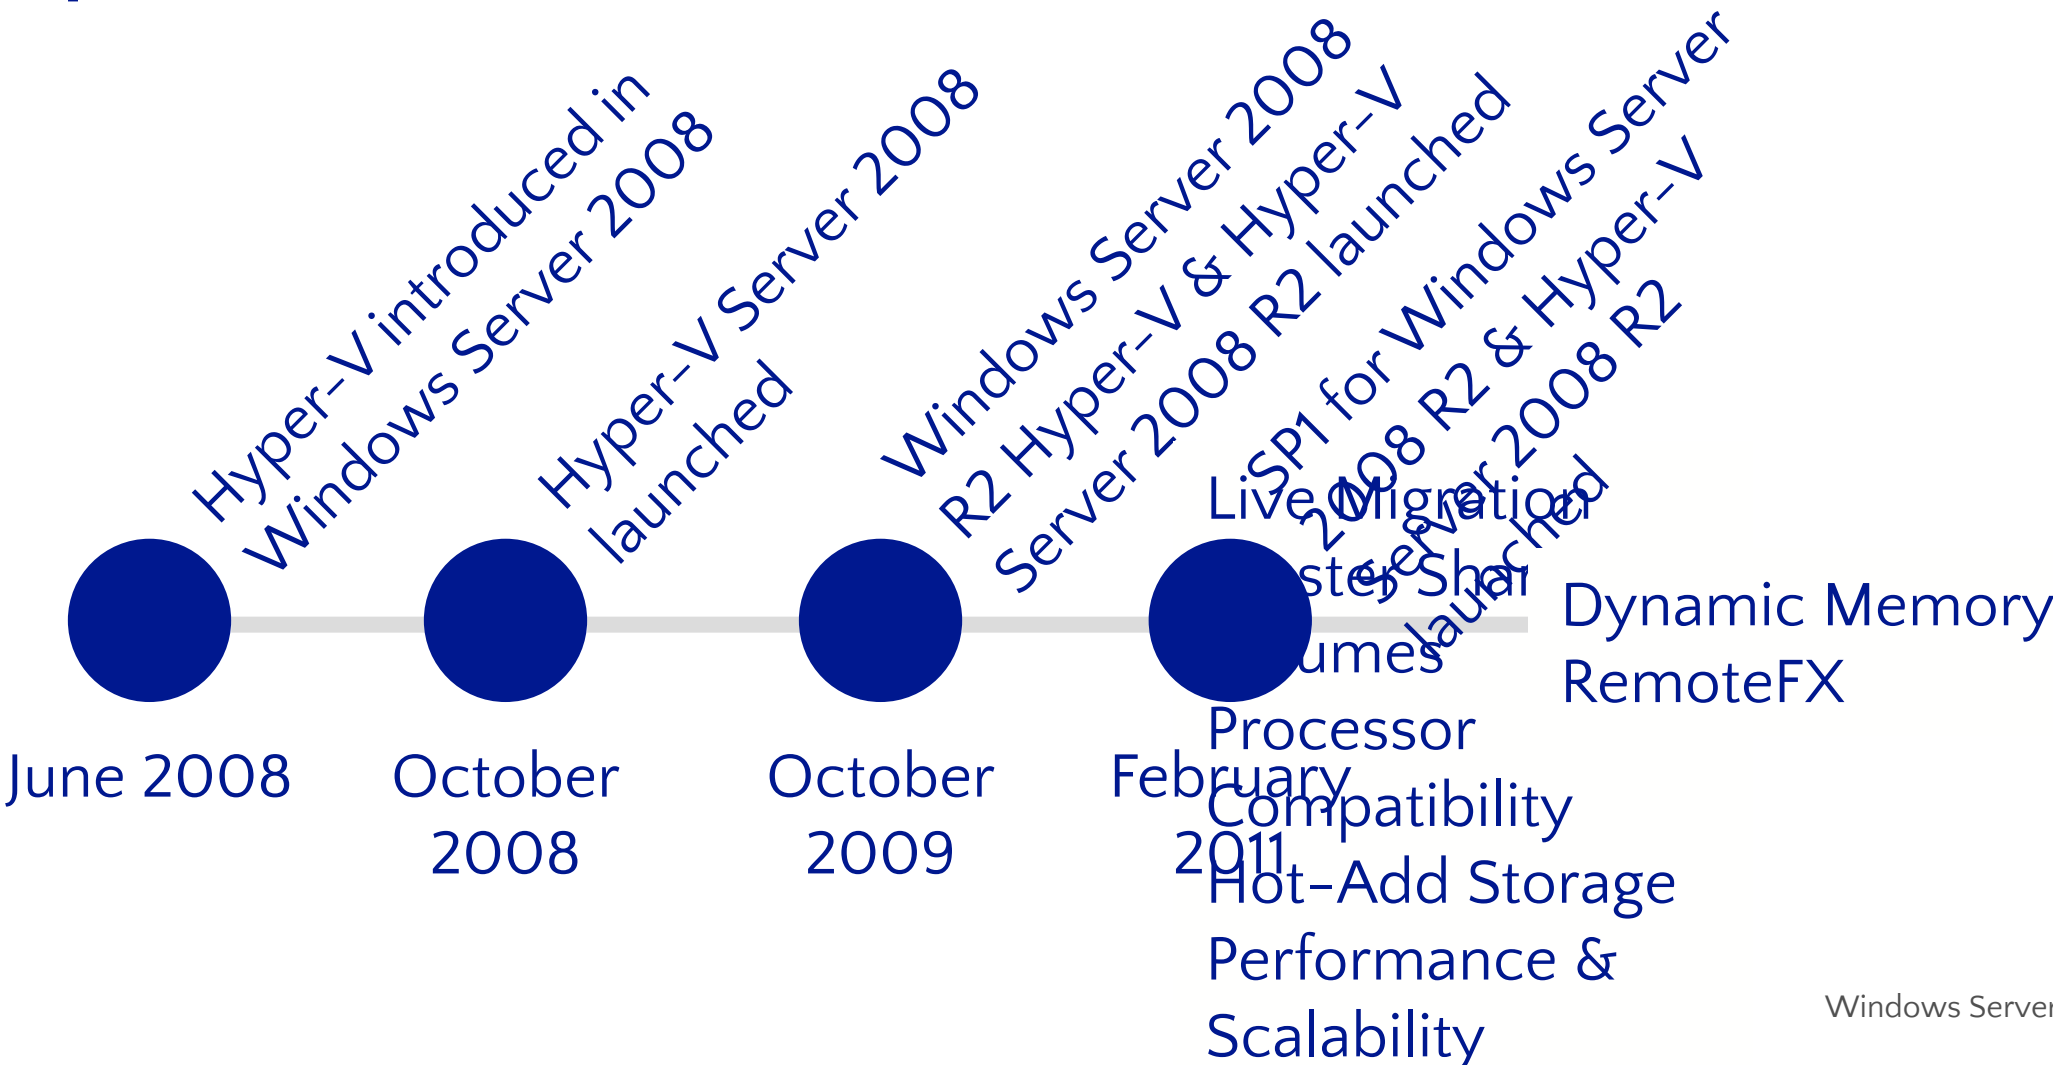 Hyper-V introduced in
Windows Server 2008
Hyper-V Server 2008
launched
Windows Server 2008
R2 Hyper-V & Hyper-V
Server 2008 R2 launched
SP1 for Windows Server
2008 R2 & Hyper-V
Server 2008 R2
launched
Live Migration
Processor
Compatibility
Hot-Add Storage
Performance &
Scalability
Dynamic Memory
RemoteFX
June 2008
October
2008
October
2009
February
2011
Windows Server